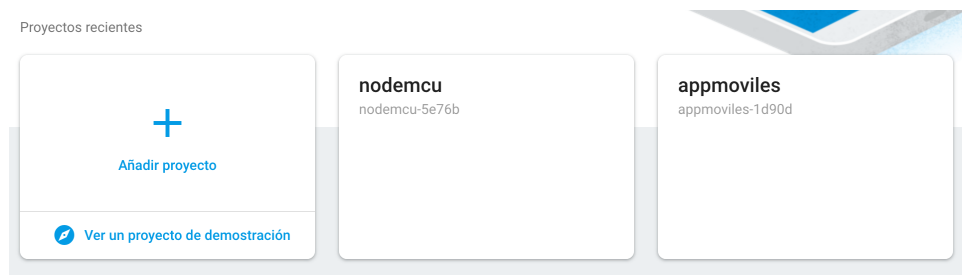 Proyectos recientes
Añadir proyecto
Ver un proyecto de demostración
nodemcu
nodemcu-5e76b
appmoviles
appmoviles-1d90d